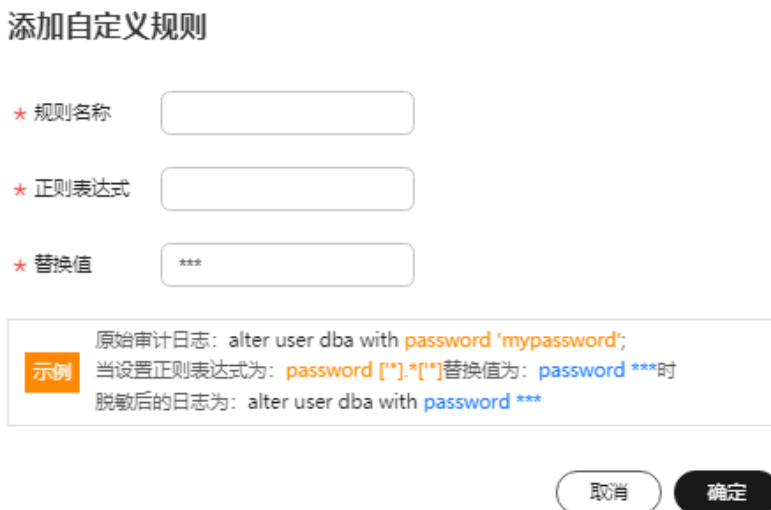 添加自定义规则
* 规则名称
* 正则表达式
* 替换值 ***
原始审计日志：alter user dba with password 'mypassword';
示例 当设置正则表达式为：password ['"].*['"]替换值为：password ***时
脱敏后的日志为：alter user dba with password ***
取消 确定